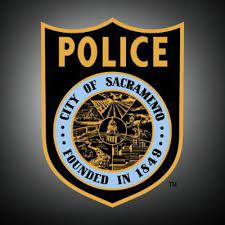 POLICE
CITY OF SACRAMENTO
FOUNDED IN 1849
TM